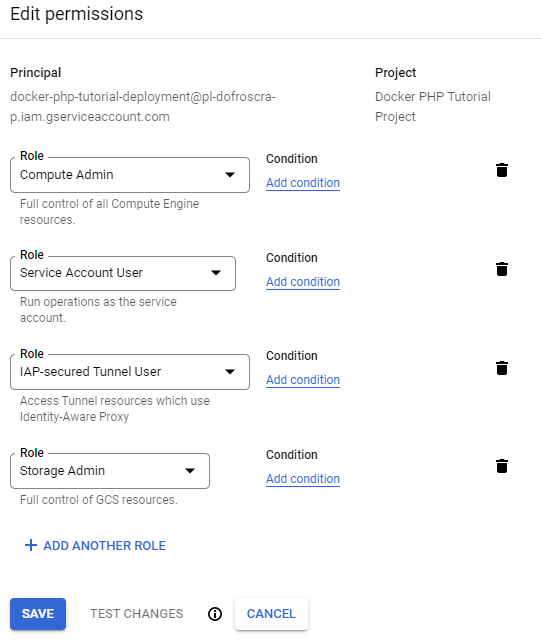 Edit permissions
Principal
Project
docker-php-tutorial-deployment@pl-dofroscra-
p.iam.gserviceaccount.com
Docker PHP Tutorial
Project
Role
Compute Admin
Condition
Add condition
Full control of all Compute Engine
resources.
Role
Service Account User
Condition
Add condition
Run operations as the service
account.
Role
IAP-secured Tunnel User
Condition
Add condition
Access Tunnel resources which use
Identity-Aware Proxy
Role
Storage Admin
Condition
Add condition
Full control of GCS resources.
ADD ANOTHER ROLE
SAVE
TEST CHANGES
CANCEL